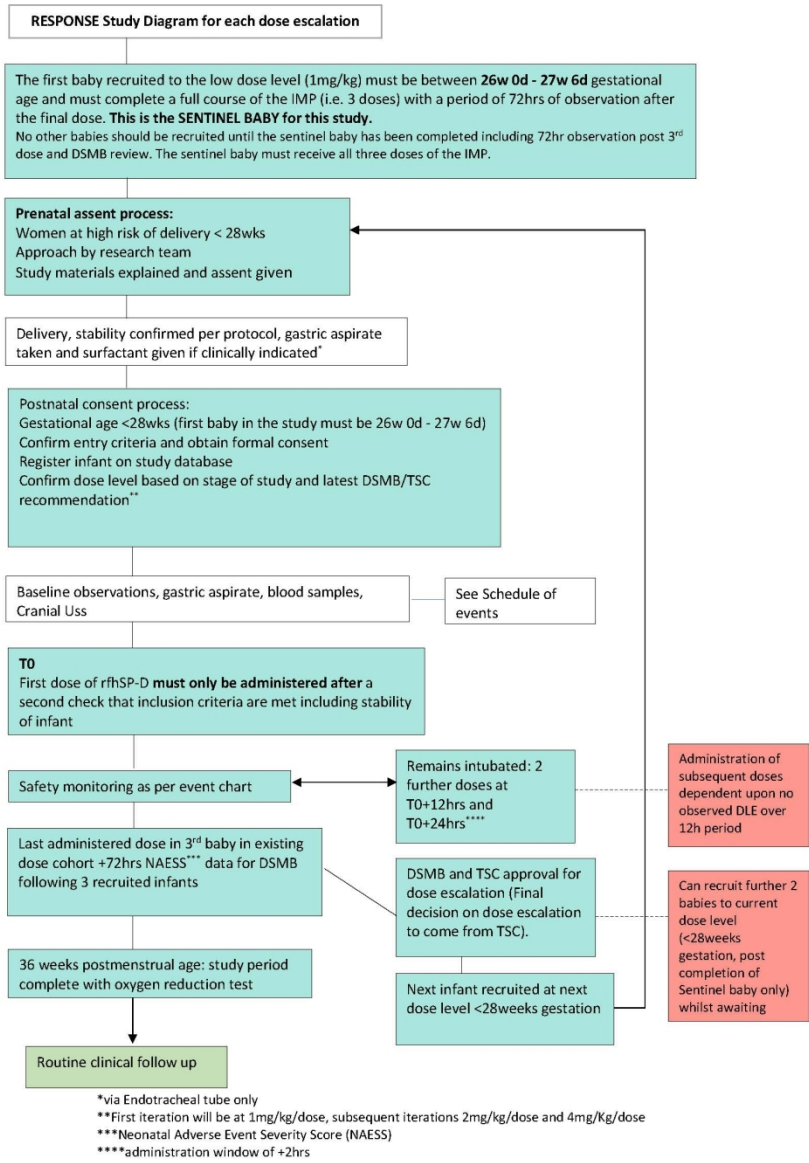 RESPONSE Study Diagram for each dose escalation
The first baby recruited to the low dose level (1mg/kg) must be between 26w 0d - 27w 6d gestational
age and must complete a full course of the IMP (i.e. 3 doses) with a period of 72hrs of observation after
the final dose. This is the SENTINEL BABY for this study.
No other babies should be recruited until the sentinel baby has been completed including 72hr observation post 3rd
dose and DSMB review. The sentinel baby must receive all three doses of the IMP.
Prenatal assent process:
Women at high risk of delivery < 28wks
Approach by research team
Study materials explained and assent given
Delivery, stability confirmed per protocol, gastric aspirate
taken and surfactant given if clinically indicated*
Postnatal consent process:
Gestational age <28wks (first baby in the study must be 26w 0d - 27w 6d)
Confirm entry criteria and obtain formal consent
Register infant on study database
Confirm dose level based on stage of study and latest DSMB/TSC
recommendation**
Baseline observations, gastric aspirate, blood samples,
Cranial Uss
See Schedule of
events
T0
First dose of rfhSP-D must only be administered after a
second check that inclusion criteria are met including stability
of infant
Safety monitoring as per event chart
Remains intubated: 2
further doses at
T0+12hrs and
T0+24hrs****
Administration of
subsequent doses
dependent upon no
observed DLE over
12h period
Last administered dose in 3rd baby in existing
dose cohort +72hrs NAESS*** data for DSMB
following 3 recruited infants
DSMB and TSC approval for
dose escalation (Final
decision on dose escalation
to come from TSC).
Can recruit further 2
babies to current
dose level
(<28weeks
gestation, post
completion of
Sentinel baby only)
whilst awaiting
36 weeks postmenstrual age: study period
complete with oxygen reduction test
Next infant recruited at next
dose level <28weeks gestation
Routine clinical follow up
*via Endotracheal tube only
**First iteration will be at 1mg/kg/dose, subsequent iterations 2mg/kg/dose and 4mg/Kg/dose
***Neonatal Adverse Event Severity Score (NAESS)
****administration window of +2hrs